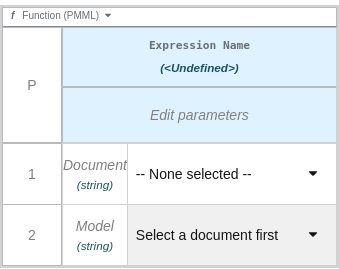 f Function (PMML)
Expression Name
(<Undefined>)
P
Edit parameters
1 Document -- None selected --
(string)
2 Model Select a document first
(string)